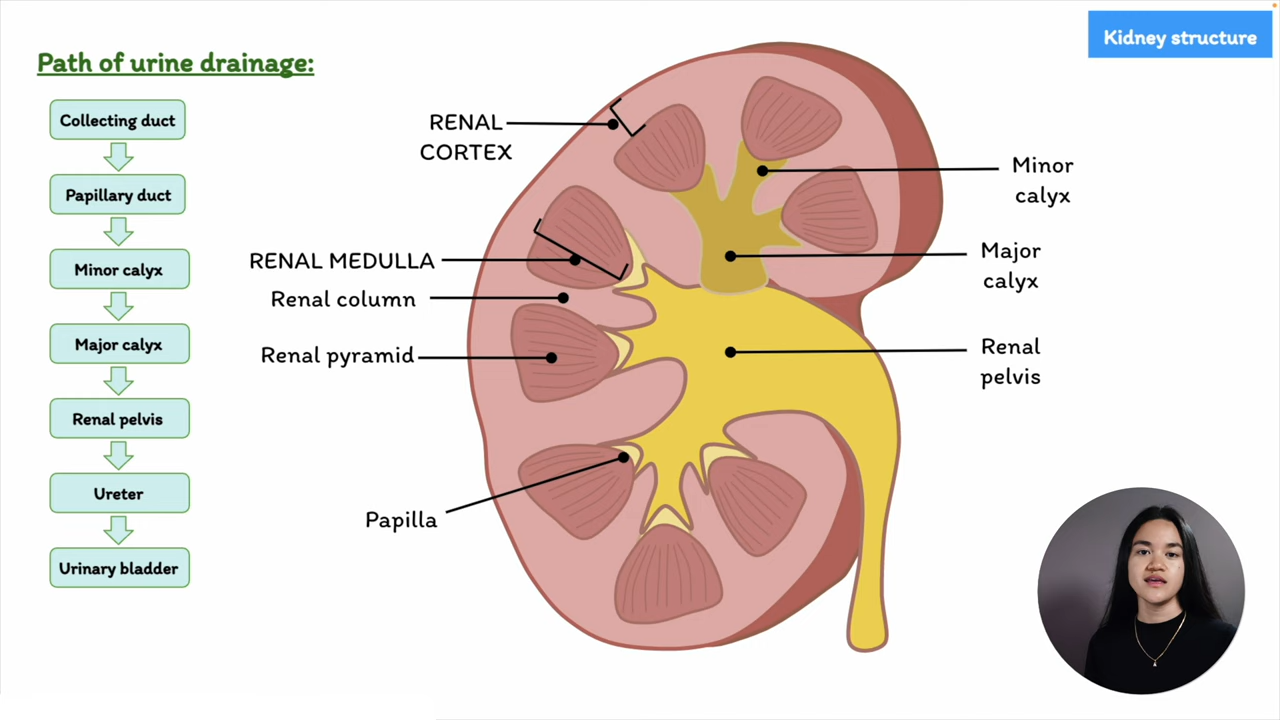 Kidney structure
Path of urine drainage:
Collecting duct
Papillary duct
Minor calyx
Major calyx
Renal pelvis
Ureter
Urinary bladder
RENAL
CORTEX
RENAL MEDULLA
Renal column
Renal pyramid
Papilla
Minor
calyx
Major
calyx
Renal
pelvis